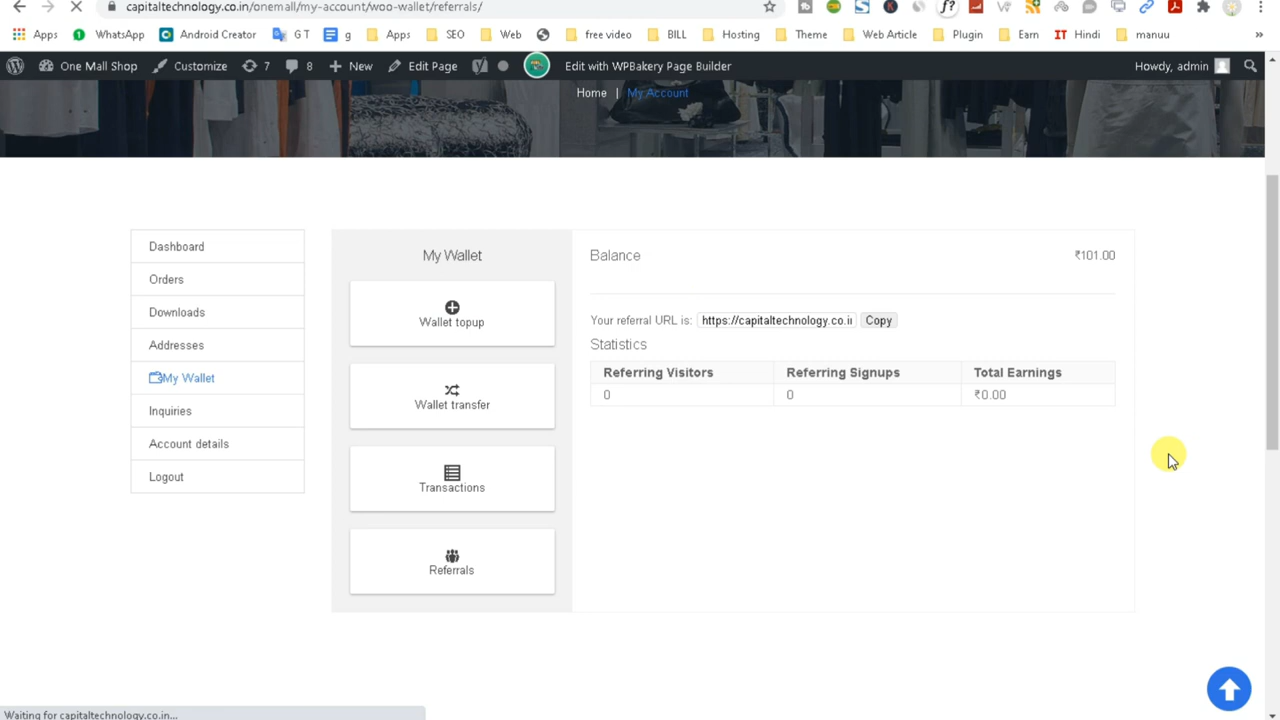 capitaltechnology.co.in/onemall/my-account/woo-wallet/referrals/
Apps WhatsApp Android Creator G T g Apps SEO Web free video BILL Hosting Theme Web Article Plugin Earn IT Hindi manuu »
One Mall Shop Customize 7 8 New Edit Page Edit with WPBakery Page Builder Howdy, admin
Home | My Account
Dashboard
Orders
Downloads
Addresses
My Wallet
Inquiries
Account details
Logout
My Wallet
Wallet topup
Wallet transfer
Transactions
Referrals
Balance ₹101.00
Your referral URL is: https://capitaltechnology.co.ii Copy
Statistics
Referring Visitors Referring Signups Total Earnings
0 0 ₹0.00
Waiting for capitaltechnology.co.in...